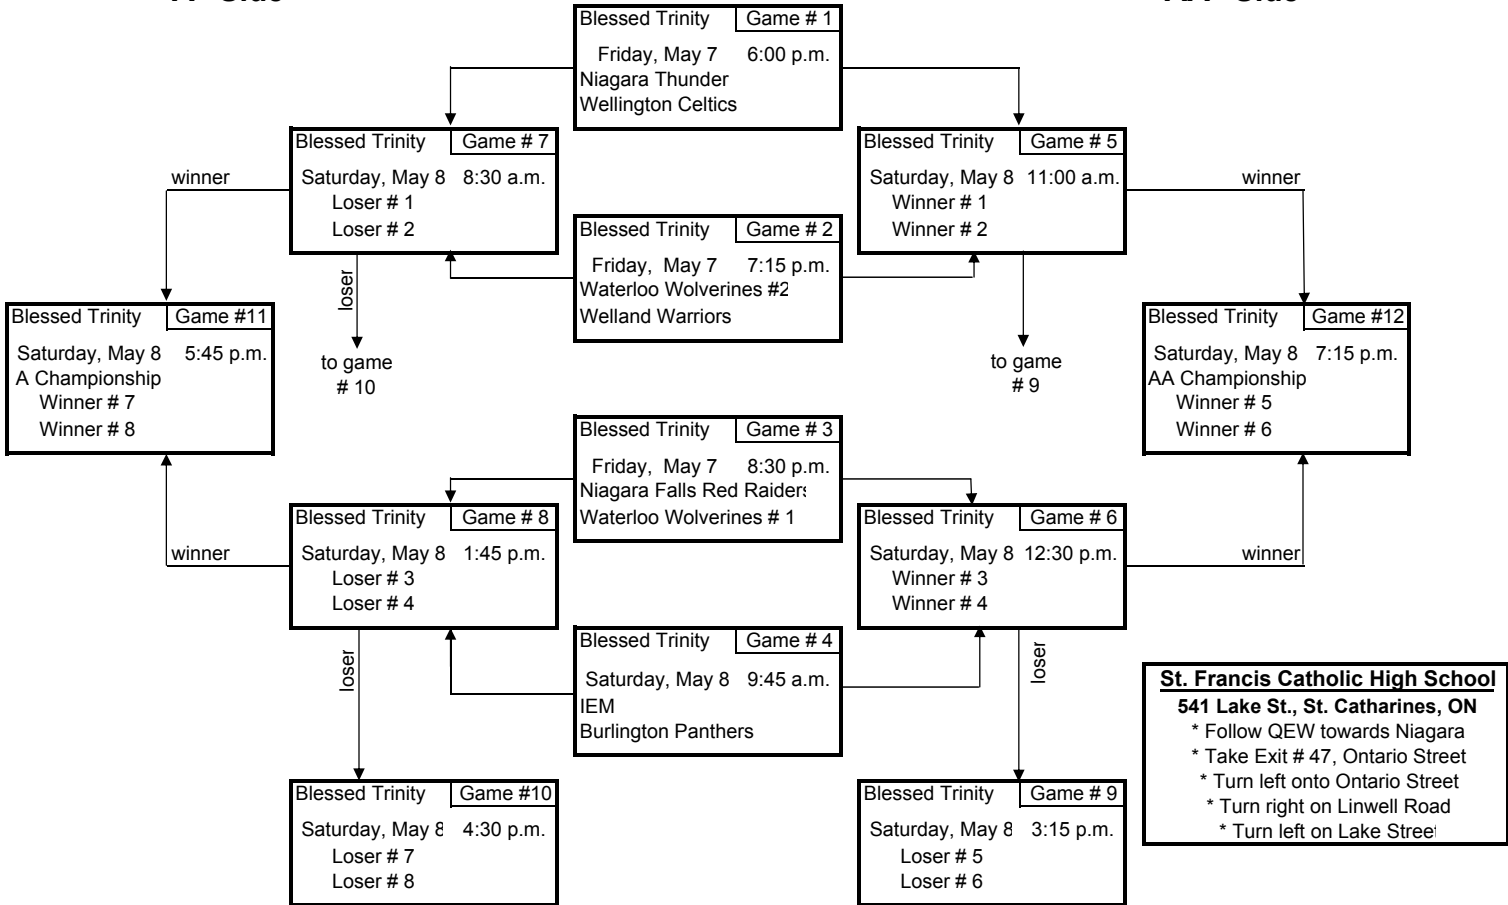 Blessed Trinity Game # 1
Friday, May 7 6:00 p.m.
Niagara Thunder
Wellington Celtics
Blessed Trinity Game # 7
Saturday, May 8 8:30 a.m.
Loser # 1
Loser # 2
Blessed Trinity Game # 5
Saturday, May 8 11:00 a.m.
Winner # 1
Winner # 2
winner
winner
Blessed Trinity Game # 2
Friday, May 7 7:15 p.m.
Waterloo Wolverines #2
Welland Warriors
loser
to game
# 10
to game
# 9
Blessed Trinity Game #11
Saturday, May 8 5:45 p.m.
A Championship
Winner # 7
Winner # 8
Blessed Trinity Game #12
Saturday, May 8 7:15 p.m.
AA Championship
Winner # 5
Winner # 6
Blessed Trinity Game # 3
Friday, May 7 8:30 p.m.
Niagara Falls Red Raiders
Waterloo Wolverines # 1
Blessed Trinity Game # 8
Saturday, May 8 1:45 p.m.
Loser # 3
Loser # 4
Blessed Trinity Game # 6
Saturday, May 8 12:30 p.m.
Winner # 3
Winner # 4
winner
winner
Blessed Trinity Game # 4
Saturday, May 8 9:45 a.m.
IEM
Burlington Panthers
loser
loser
St. Francis Catholic High School
541 Lake St., St. Catharines, ON
* Follow QEW towards Niagara
* Take Exit # 47, Ontario Street
* Turn left onto Ontario Street
* Turn right on Linwell Road
* Turn left on Lake Street
Blessed Trinity Game #10
Saturday, May 8 4:30 p.m.
Loser # 7
Loser # 8
Blessed Trinity Game # 9
Saturday, May 8 3:15 p.m.
Loser # 5
Loser # 6